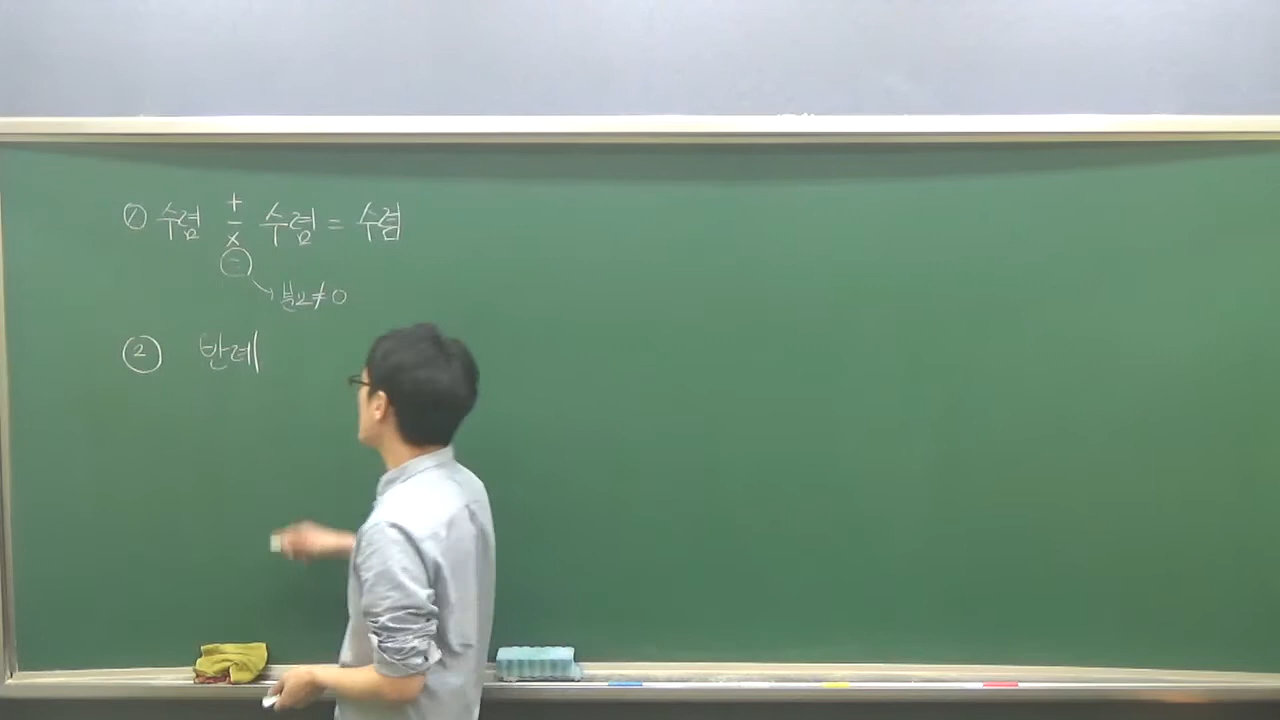 ① 수렴 + - × ÷ 수렴 = 수렴
→ 분모 ≠ 0
② 반례